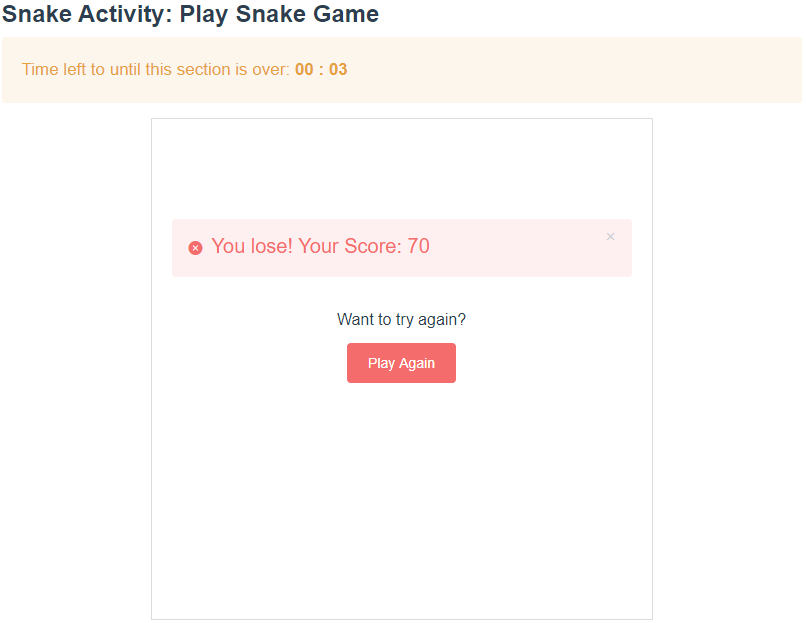 Snake Activity: Play Snake Game
Time left to until this section is over: 00 : 03
You lose! Your Score: 70
Want to try again?
Play Again